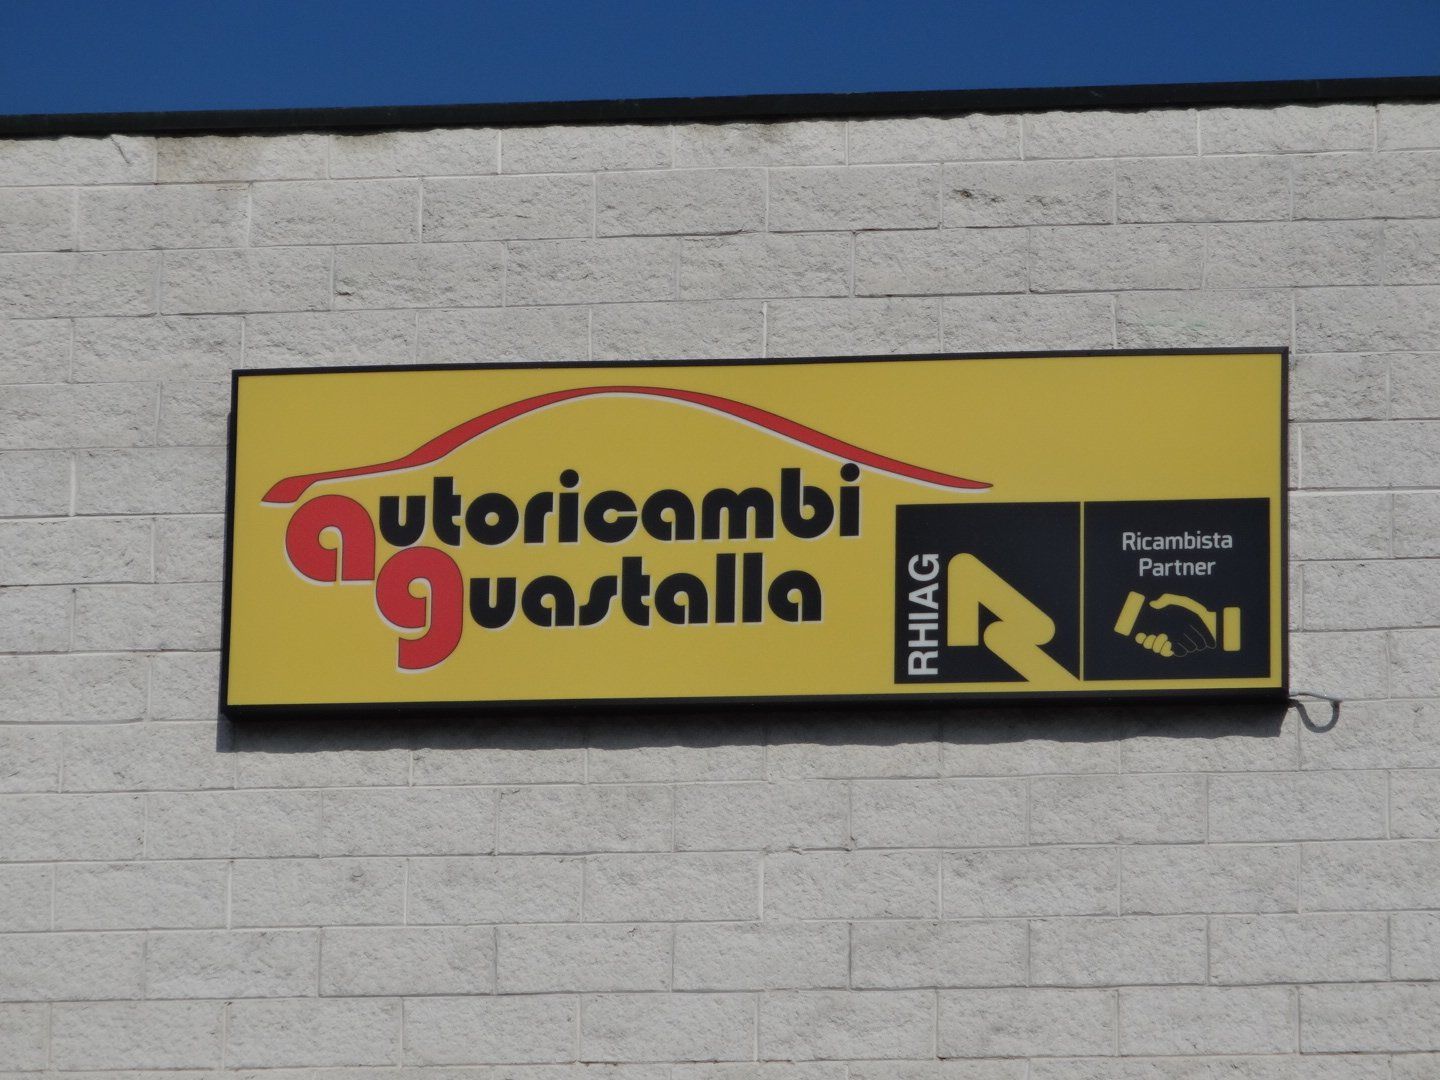 autoricambi
guastalla
RHIAG
Ricambista
Partner